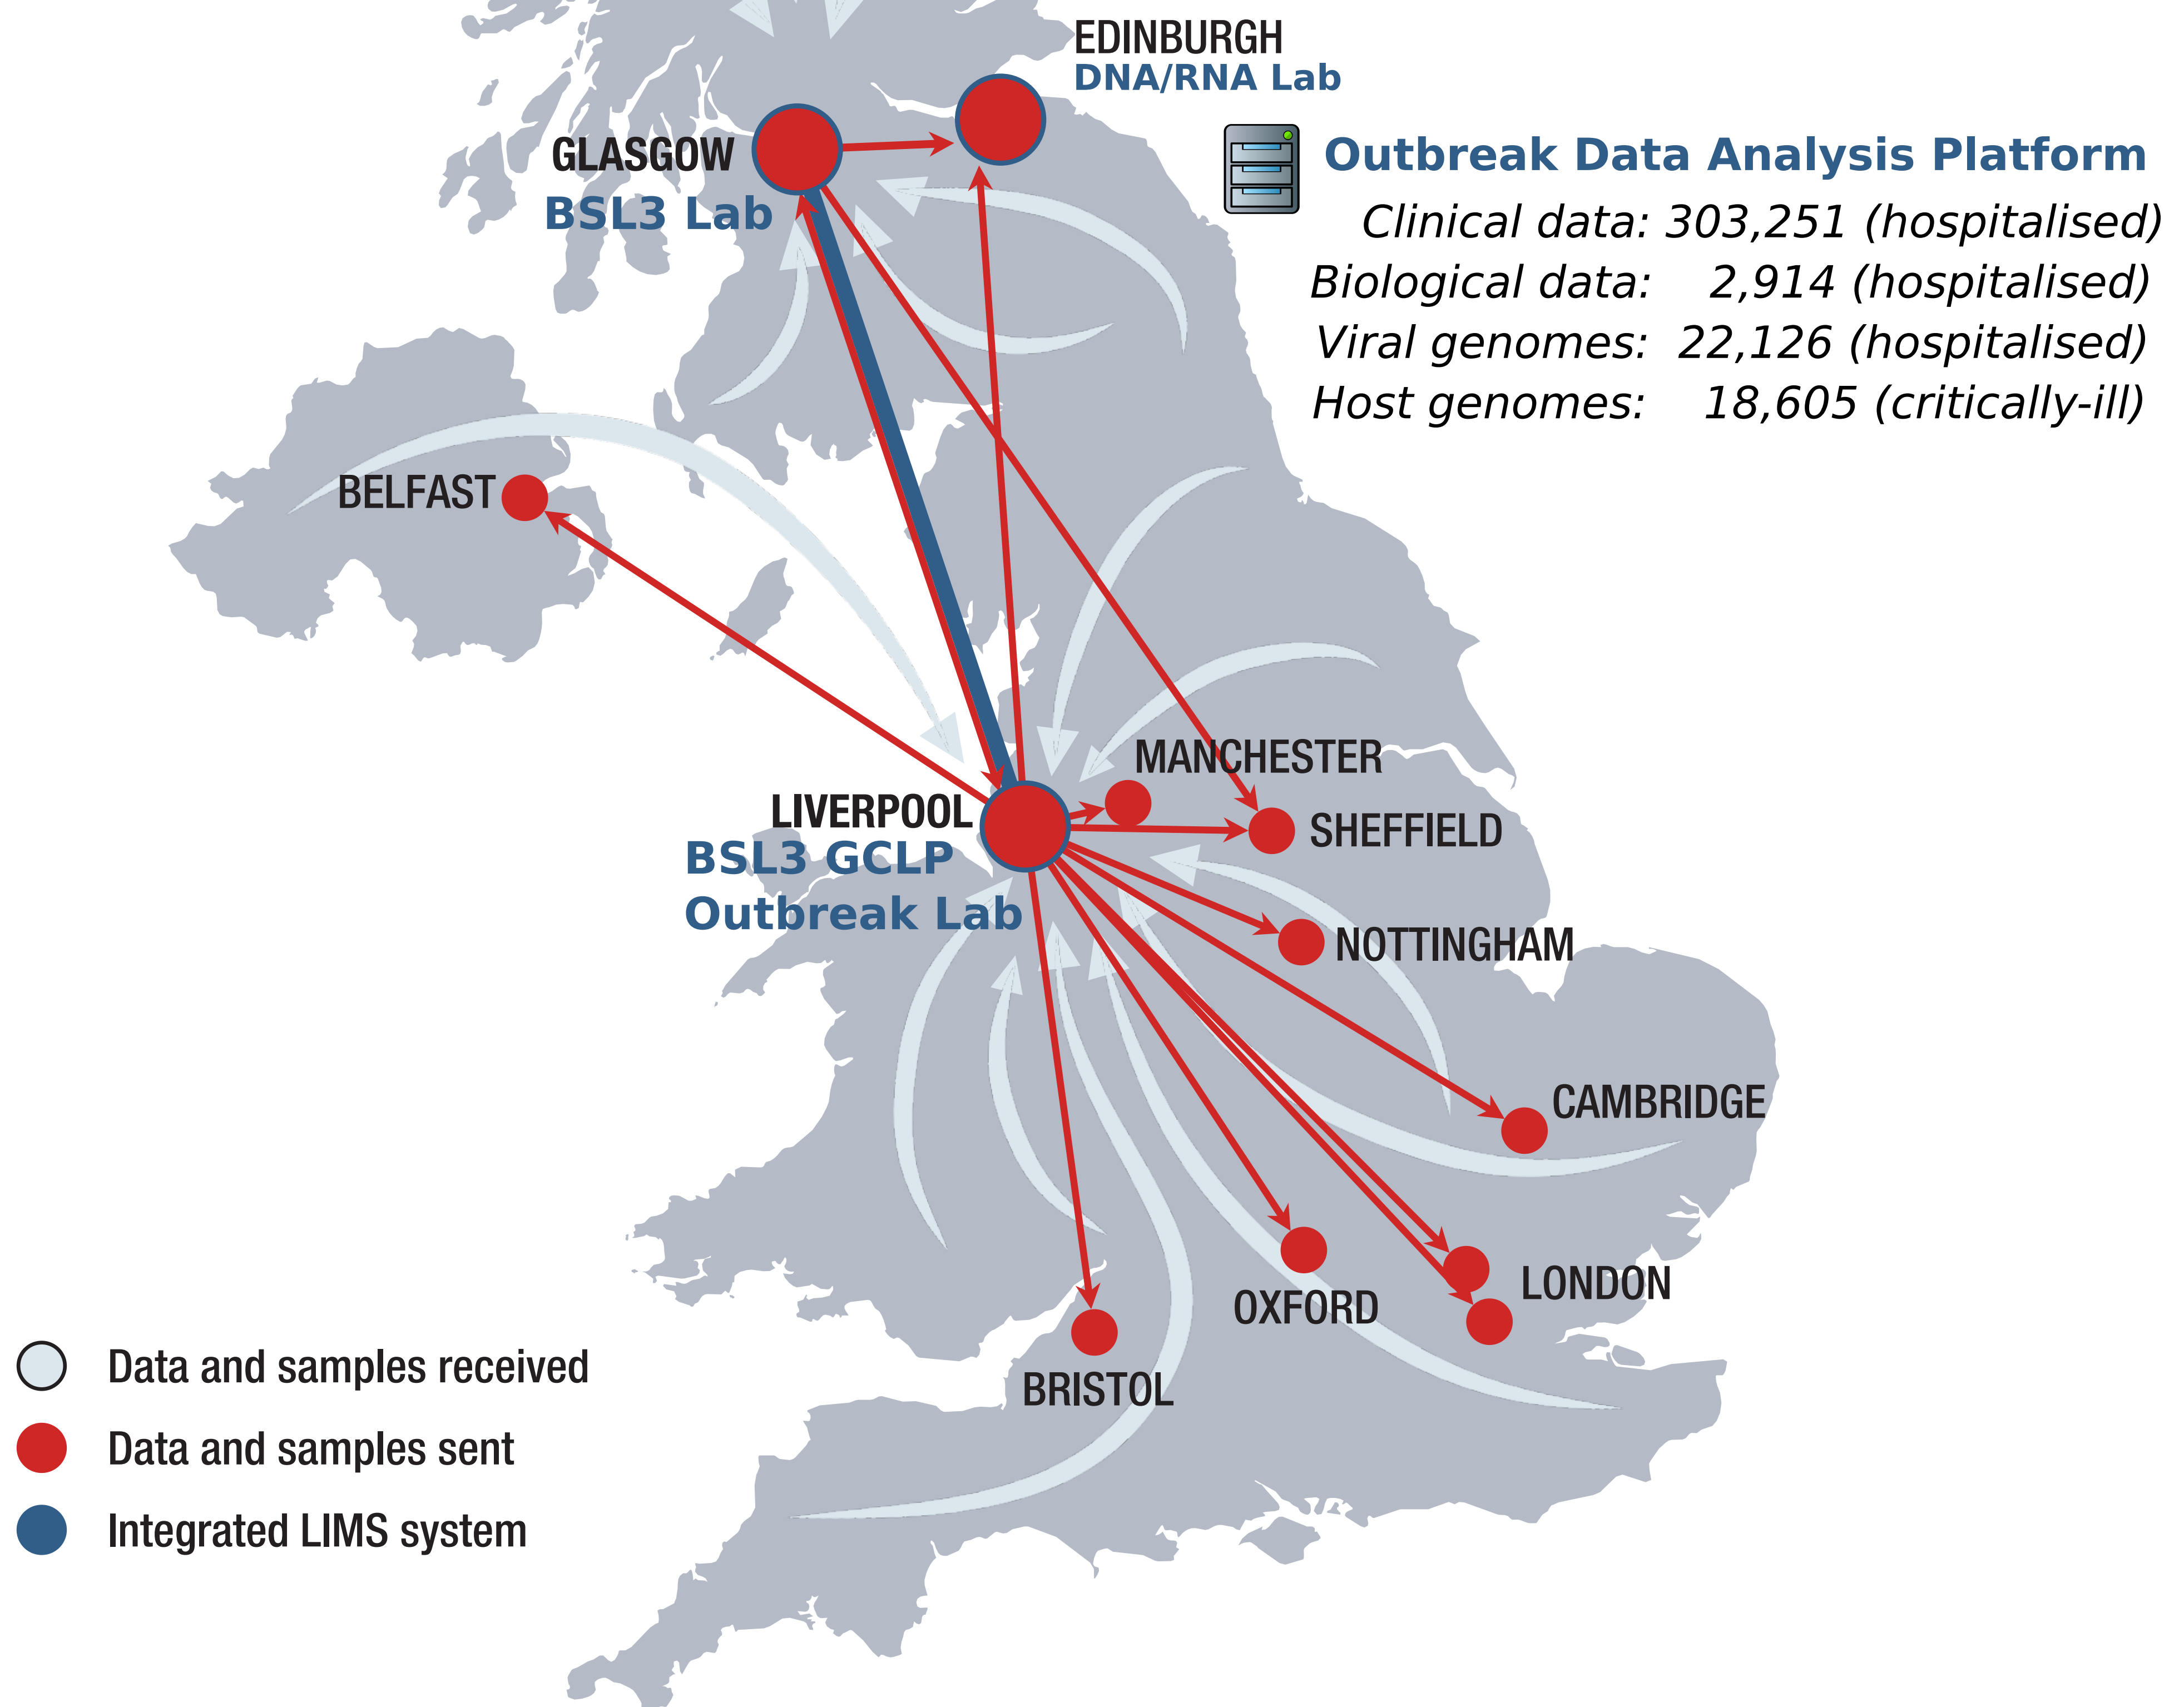 EDINBURGH
DNA/RNA Lab
GLASGOW
BSL3 Lab
Outbreak Data Analysis Platform
Clinical data: 303,251 (hospitalised)
Biological data: 2,914 (hospitalised)
Viral genomes: 22,126 (hospitalised)
Host genomes: 18,605 (critically-ill)
BELFAST
MANCHESTER
LIVERPOOL
BSL3 GCLP
Outbreak Lab
SHEFFIELD
NOTTINGHAM
CAMBRIDGE
LONDON
OXFORD
BRISTOL
Data and samples received
Data and samples sent
Integrated LIMS system